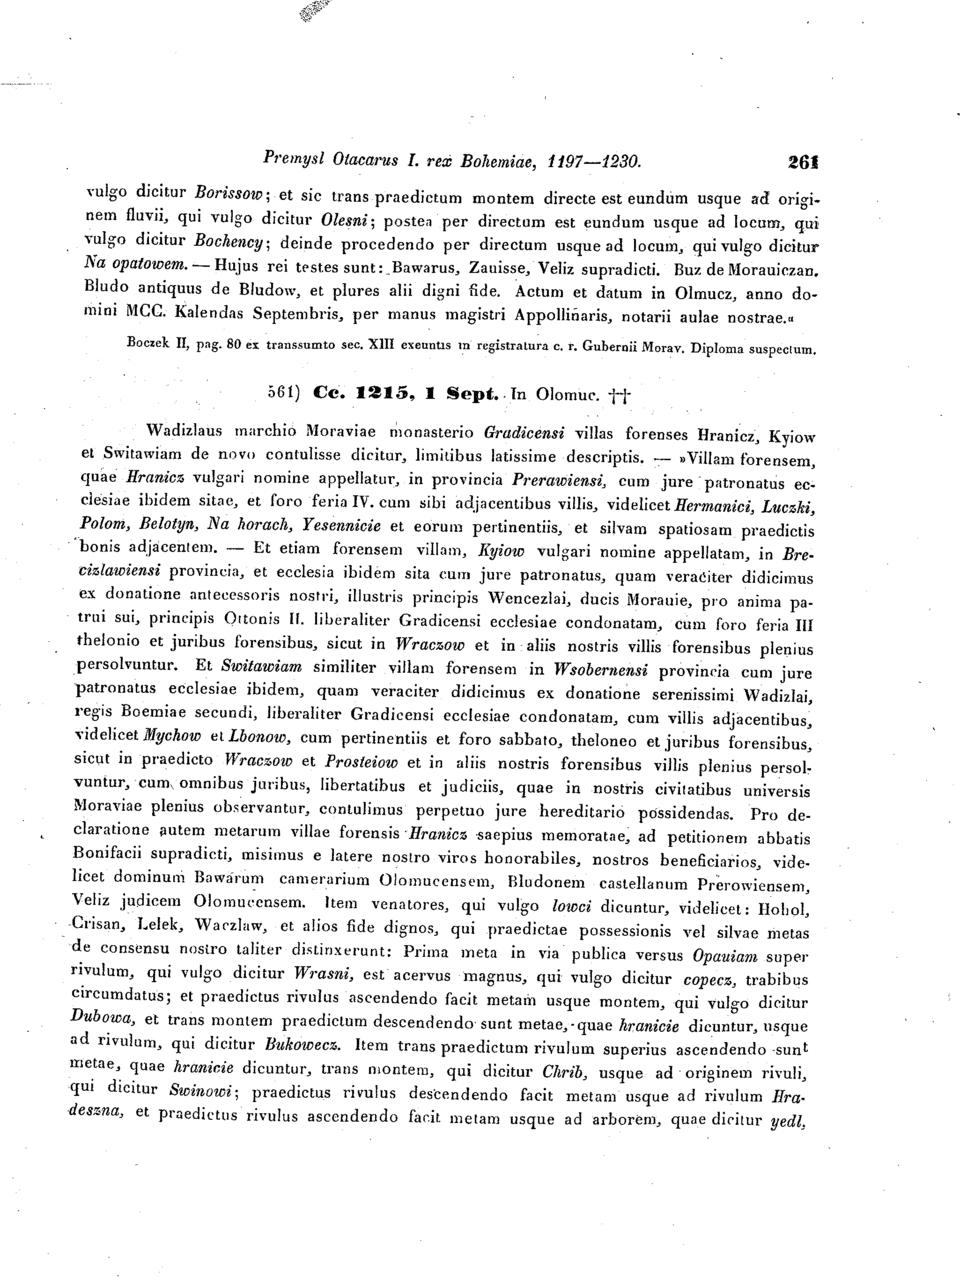 Premysl Otacarus I. rex Bohemiae, 1197—1230. 261
vulgo dicitur Borissow; et sic trans praedictum montem directe est eundum usque ad origi-
nem fluvii, qui vulgo dicitur Olesni; postea per directum est eundum usque ad locum, qui
vulgo dicitur Bochency; deinde procedendo per directum usque ad locum, qui vulgo dicitur
Na opatowem. — Hujus rei testes sunt: Bawarus, Zauisse, Veliz supradicti. Buz de Morauiczan.
Bludo antiquus de Bludow, et plures alii digni fide. Actum et datum in Olmucz, anno do-
mini MCC. Kalendas Septembris, per manus magistri Appollinaris, notarii aulae nostrae.«
Boczek II, pag. 80 ex transsumto sec. XIII exeuntis in registratura c. r. Gubernii Morav. Diploma suspectum.
561) Cc. 1215, 1 Sept. In Olomuc. ††
Wadizlaus marchio Moraviae monasterio Gradicensi villas forenses Hranicz, Kyiow
et Switawiam de novo contulisse dicitur, limitibus latissime descriptis. — »Villam forensem,
quae Hranicz vulgari nomine appellatur, in provincia Prerawiensi, cum jure patronatus ec-
clesiae ibidem sitae, et foro feria IV. cum sibi adjacentibus villis, videlicet Hermanici, Luczki,
Polom, Belotyn, Na horach, Yesennicie et eorum pertinentiis, et silvam spatiosam praedictis
bonis adjacentem. — Et etiam forensem villam, Kyiow vulgari nomine appellatam, in Bre-
cizlawiensi provincia, et ecclesia ibidem sita cum jure patronatus, quam veraciter didicimus
ex donatione antecessoris nostri, illustris principis Wencezlai, ducis Morauie, pro anima pa-
trui sui, principis Ottonis II. liberaliter Gradicensi ecclesiae condonatam, cum foro feria III
thelonio et juribus forensibus, sicut in Wraczow et in aliis nostris villis forensibus plenius
persolvuntur. Et Switawiam similiter villam forensem in Wsobernensi provincia cum jure
patronatus ecclesiae ibidem, quam veraciter didicimus ex donatione serenissimi Wadizlai,
regis Boemiae secundi, liberaliter Gradicensi ecclesiae condonatam, cum villis adjacentibus,
videlicet Mychow et Lbonow, cum pertinentiis et foro sabbato, theloneo et juribus forensibus,
sicut in praedicto Wraczow et Prosteiow et in aliis nostris forensibus villis plenius persol-
vuntur, cum omnibus juribus, libertatibus et judiciis, quae in nostris civitatibus universis
Moraviae plenius observantur, contulimus perpetuo jure hereditario possidendas. Pro de-
claratione autem metarum villae forensis Hranicz saepius memoratae, ad petitionem abbatis
Bonifacii supradicti, misimus e latere nostro viros honorabiles, nostros beneficiarios, vide-
licet dominum Bawarum camerarium Olomucensem, Bludonem castellanum Prerowiensem,
Veliz judicem Olomucensem. Item venatores, qui vulgo lowci dicuntur, videlicet: Hohol,
Crisan, Lelek, Waczlaw, et alios fide dignos, qui praedictae possessionis vel silvae metas
de consensu nostro taliter distinxerunt: Prima meta in via publica versus Opauiam super
rivulum, qui vulgo dicitur Wrasni, est acervus magnus, qui vulgo dicitur copecz, trabibus
circumdatus; et praedictus rivulus ascendendo facit metam usque montem, qui vulgo dicitur
Dubowa, et trans montem praedictum descendendo sunt metae, quae hranicie dicuntur, usque
ad rivulum, qui dicitur Bukowecz. Item trans praedictum rivulum superius ascendendo sunt
metae, quae hranicie dicuntur, trans montem, qui dicitur Chrib, usque ad originem rivuli,
qui dicitur Swinowi; praedictus rivulus descendendo facit metam usque ad rivulum Hra-
deszna, et praedictus rivulus ascendendo facit metam usque ad arborem, quae dicitur yedl,